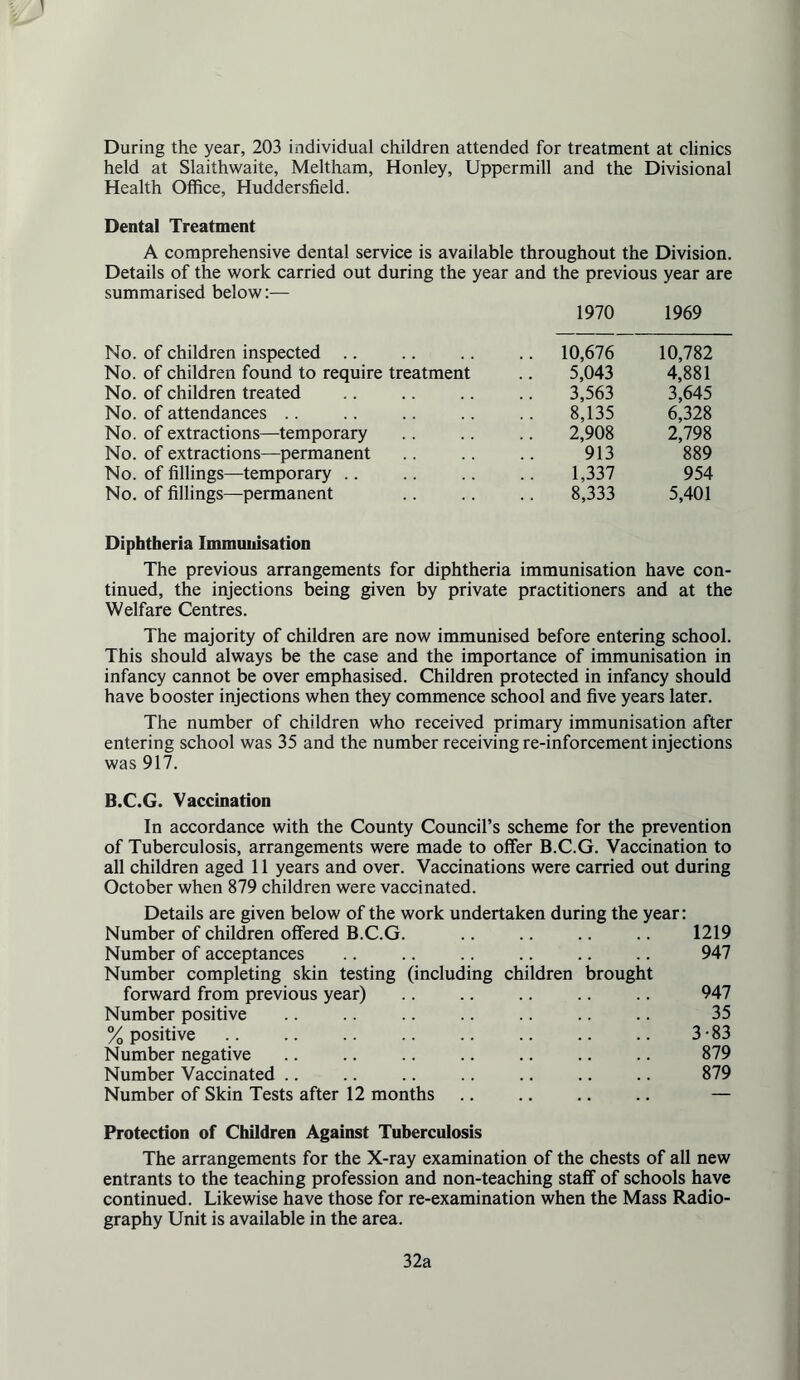 During the year, 203 individual children attended for treatment at clinics
held at Slaithwaite, Meltham, Honley, Uppermill and the Divisional
Health Office, Huddersfield.
Dental Treatment
A comprehensive dental service is available throughout the Division.
Details of the work carried out during the year and the previous year are
summarised below:—
1970 1969
No. of children inspected .. .. .. .. 10,676 10,782
No. of children found to require treatment .. 5,043 4,881
No. of children treated .. .. .. .. 3,563 3,645
No. of attendances .. .. .. .. .. 8,135 6,328
No. of extractions—temporary .. .. .. 2,908 2,798
No. of extractions—permanent .. .. .. 913 889
No. of fillings—temporary .. .. .. .. 1,337 954
No. of fillings—permanent .. .. .. 8,333 5,401
Diphtheria Immunisation
The previous arrangements for diphtheria immunisation have con-
tinued, the injections being given by private practitioners and at the
Welfare Centres.
The majority of children are now immunised before entering school.
This should always be the case and the importance of immunisation in
infancy cannot be over emphasised. Children protected in infancy should
have booster injections when they commence school and five years later.
The number of children who received primary immunisation after
entering school was 35 and the number receiving re-inforcement injections
was 917.
B.C.G. Vaccination
In accordance with the County Council's scheme for the prevention
of Tuberculosis, arrangements were made to offer B.C.G. Vaccination to
all children aged 11 years and over. Vaccinations were carried out during
October when 879 children were vaccinated.
Details are given below of the work undertaken during the year:
Number of children offered B.C.G. .. .. .. .. 1219
Number of acceptances .. .. .. .. .. .. 947
Number completing skin testing (including children brought
forward from previous year) .. .. .. .. .. 947
Number positive .. .. .. .. .. .. .. 35
% positive .. .. .. .. .. .. .. .. 3·83
Number negative .. .. .. .. .. .. .. 879
Number Vaccinated .. .. .. .. .. .. .. 879
Number of Skin Tests after 12 months .. .. .. .. —
Protection of Children Against Tuberculosis
The arrangements for the X-ray examination of the chests of all new
entrants to the teaching profession and non-teaching staff of schools have
continued. Likewise have those for re-examination when the Mass Radio-
graphy Unit is available in the area.
32a